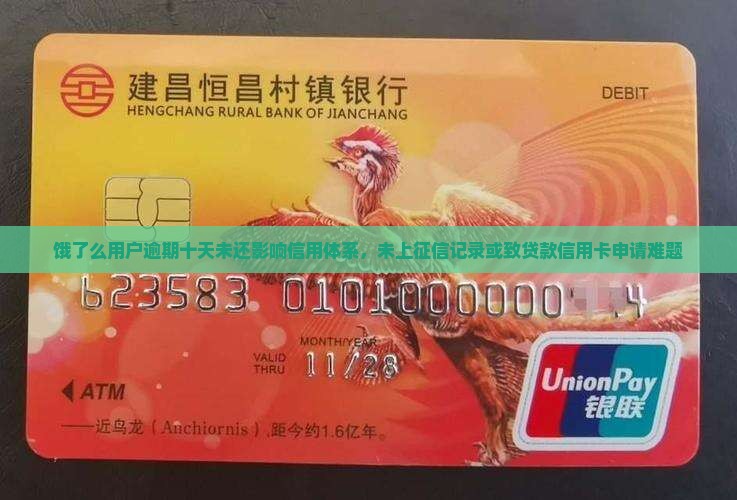 建昌恒昌村镇银行
HENGCHANG RURAL BANK OF JIANCHANG
DEBIT
饿了么用户逾期十天未还影响信用体系，未上征信记录或致贷款信用卡申请难题
623583 0101000000 4
MONTH/YEAR
VALID THRU 11/28
ATM
UnionPay
银联
——近鸟龙（Anchiornis）,距今约1.6亿年。